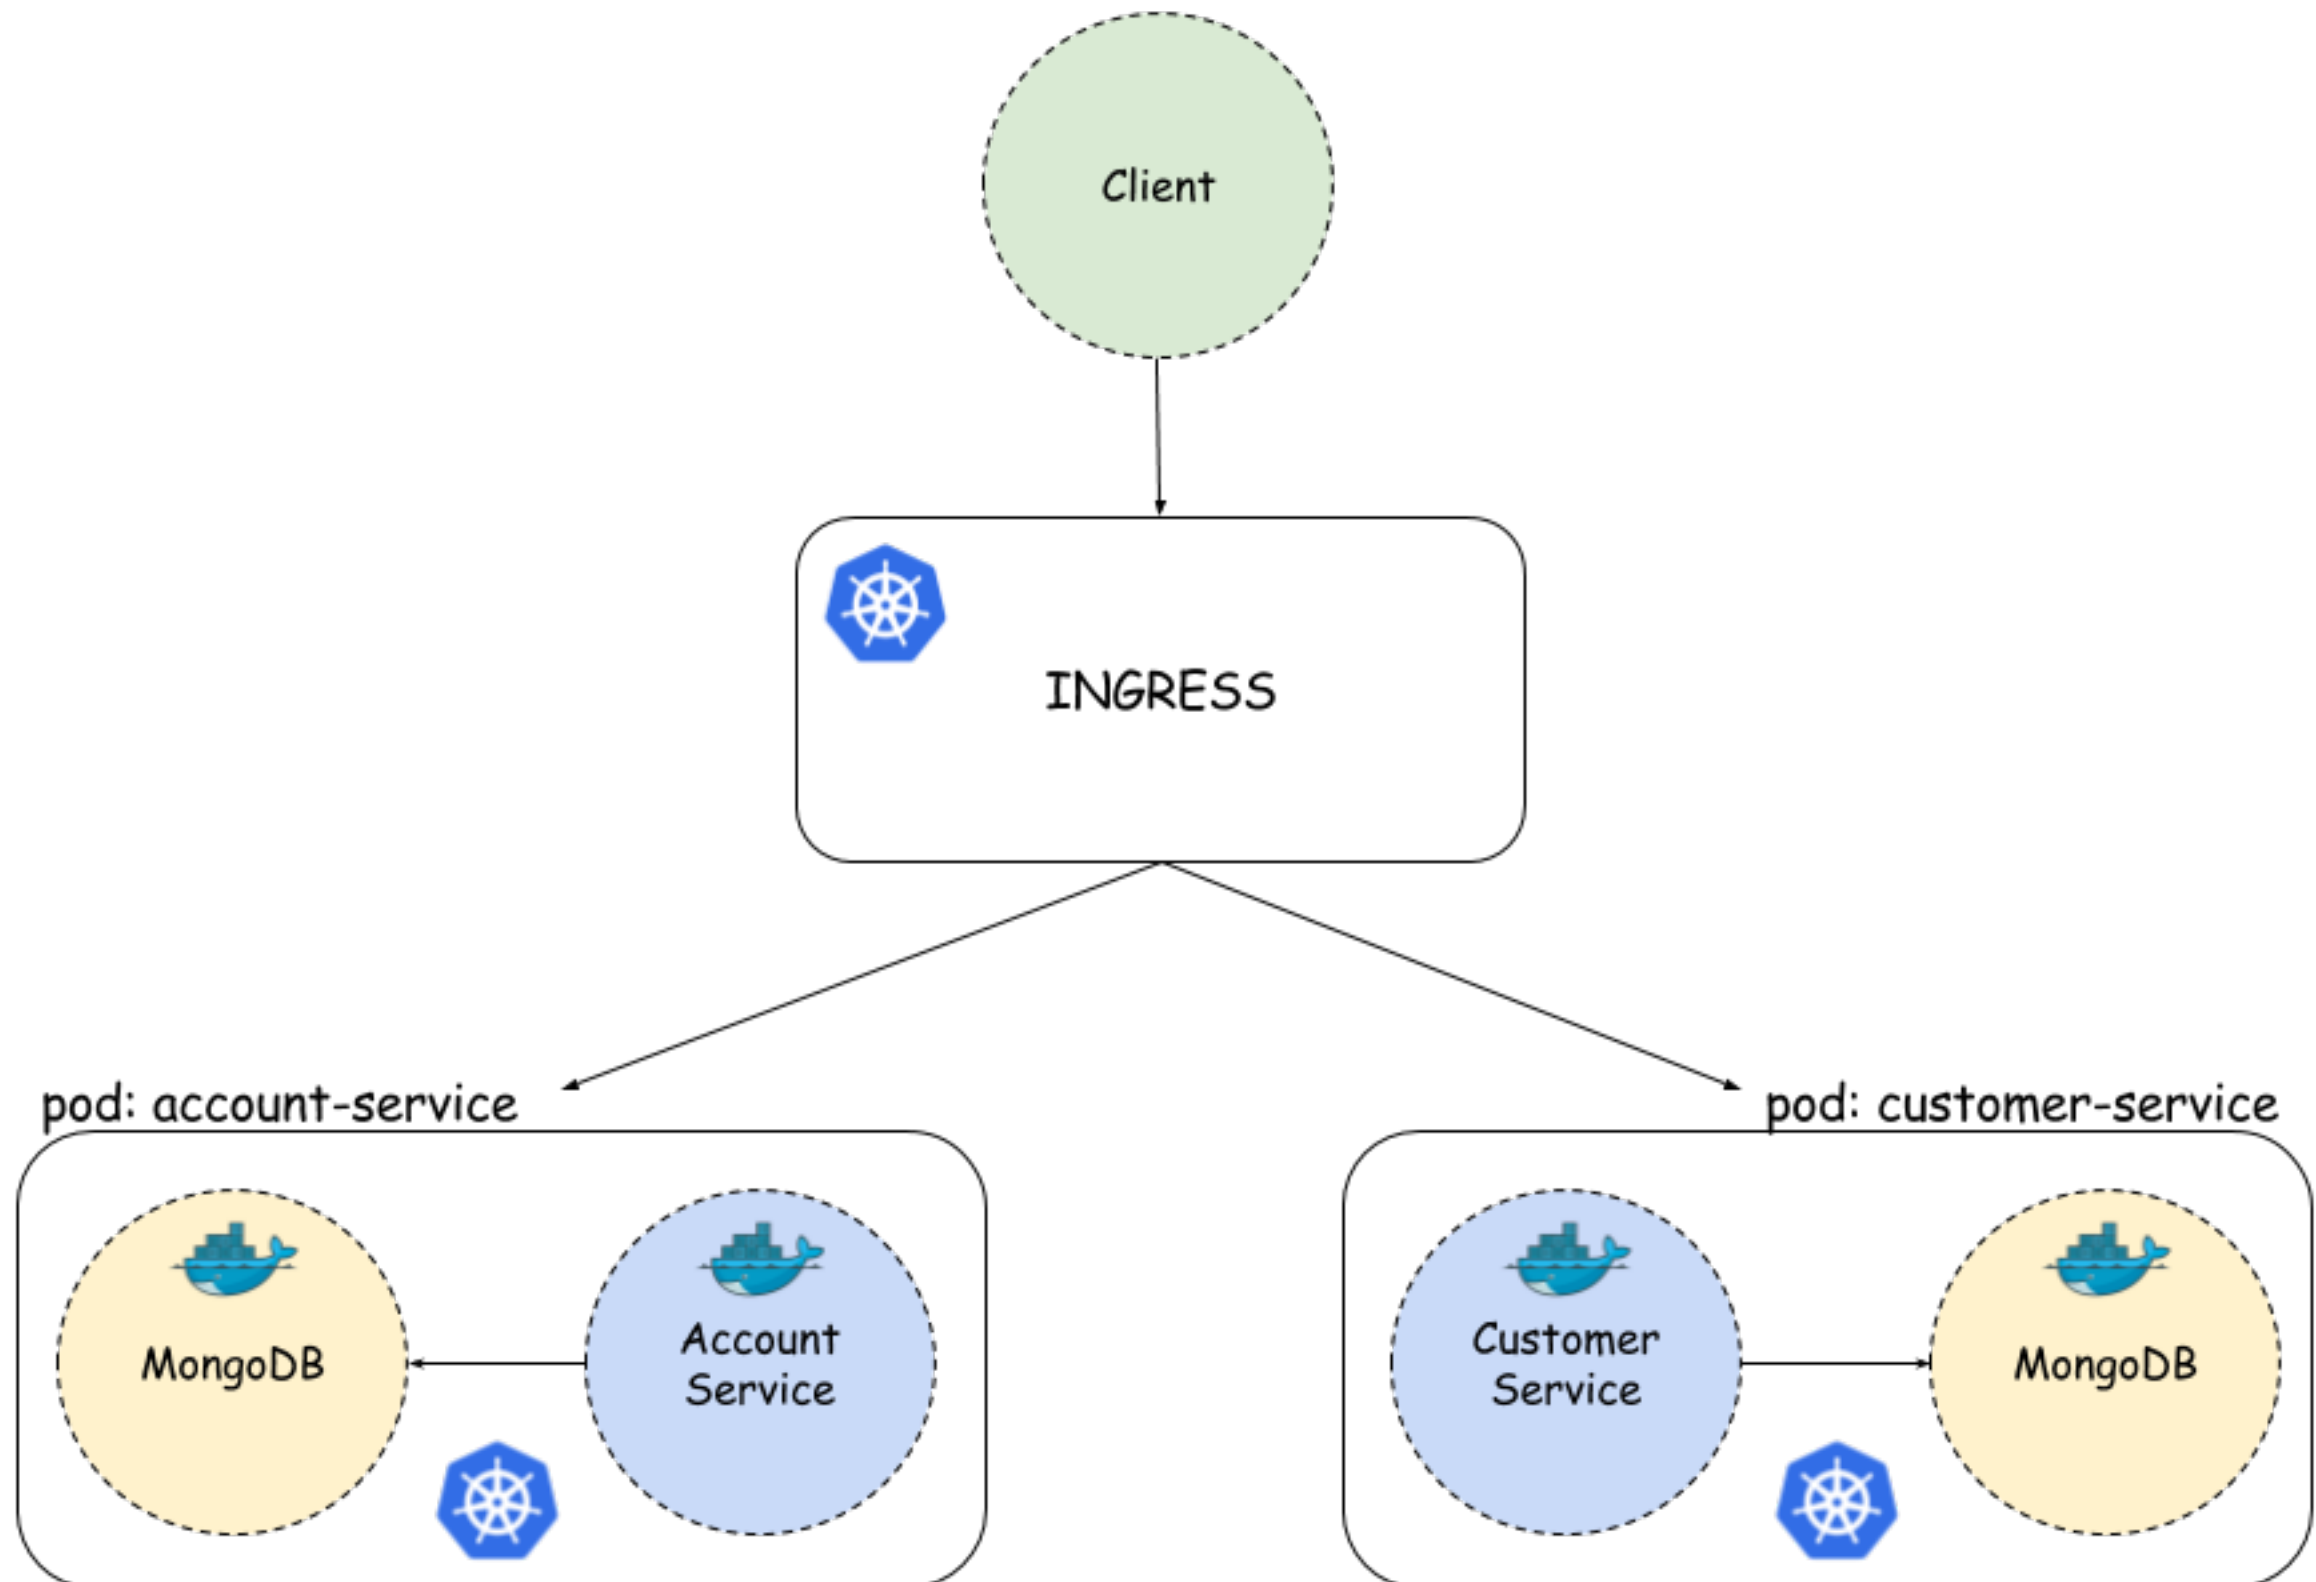 Client
INGRESS
pod: account-service
pod: customer-service
MongoDB
Account
Service
Customer
Service
MongoDB